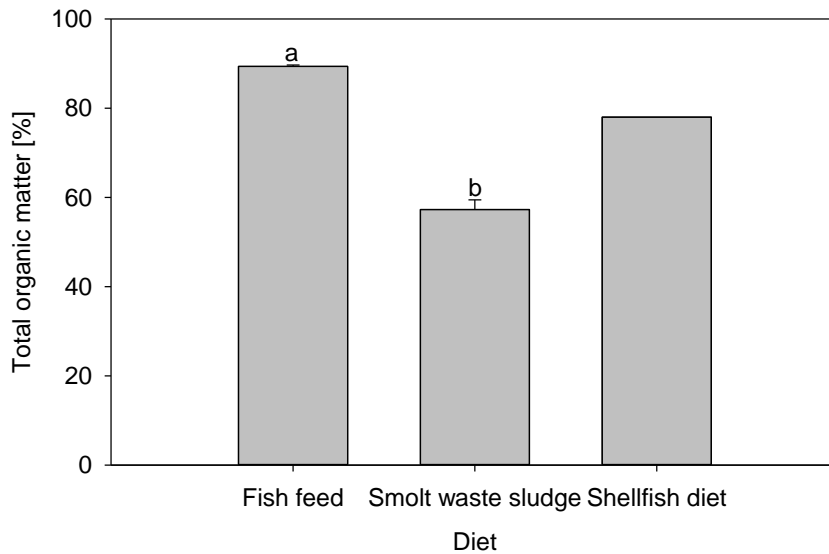 Total organic matter [%]
100
80
60
40
20
0
a
b
Fish feed
Smolt waste sludge
Shellfish diet
Diet